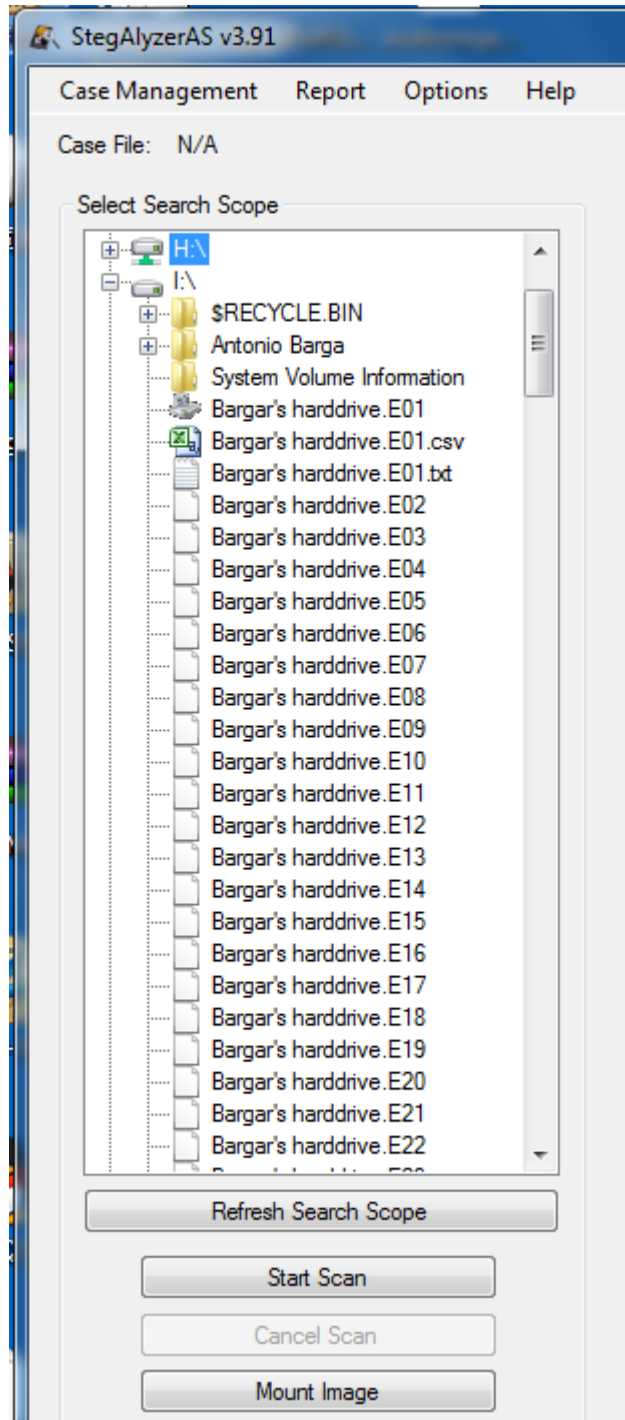 StegAlyzerAS v3.91
Case Management Report Options Help
Case File: N/A
Select Search Scope
H:\
I:\
$RECYCLE.BIN
Antonio Barga
System Volume Information
Bargar's harddrive.E01
Bargar's harddrive.E01.csv
Bargar's harddrive.E01.txt
Bargar's harddrive.E02
Bargar's harddrive.E03
Bargar's harddrive.E04
Bargar's harddrive.E05
Bargar's harddrive.E06
Bargar's harddrive.E07
Bargar's harddrive.E08
Bargar's harddrive.E09
Bargar's harddrive.E10
Bargar's harddrive.E11
Bargar's harddrive.E12
Bargar's harddrive.E13
Bargar's harddrive.E14
Bargar's harddrive.E15
Bargar's harddrive.E16
Bargar's harddrive.E17
Bargar's harddrive.E18
Bargar's harddrive.E19
Bargar's harddrive.E20
Bargar's harddrive.E21
Bargar's harddrive.E22
Refresh Search Scope
Start Scan
Cancel Scan
Mount Image